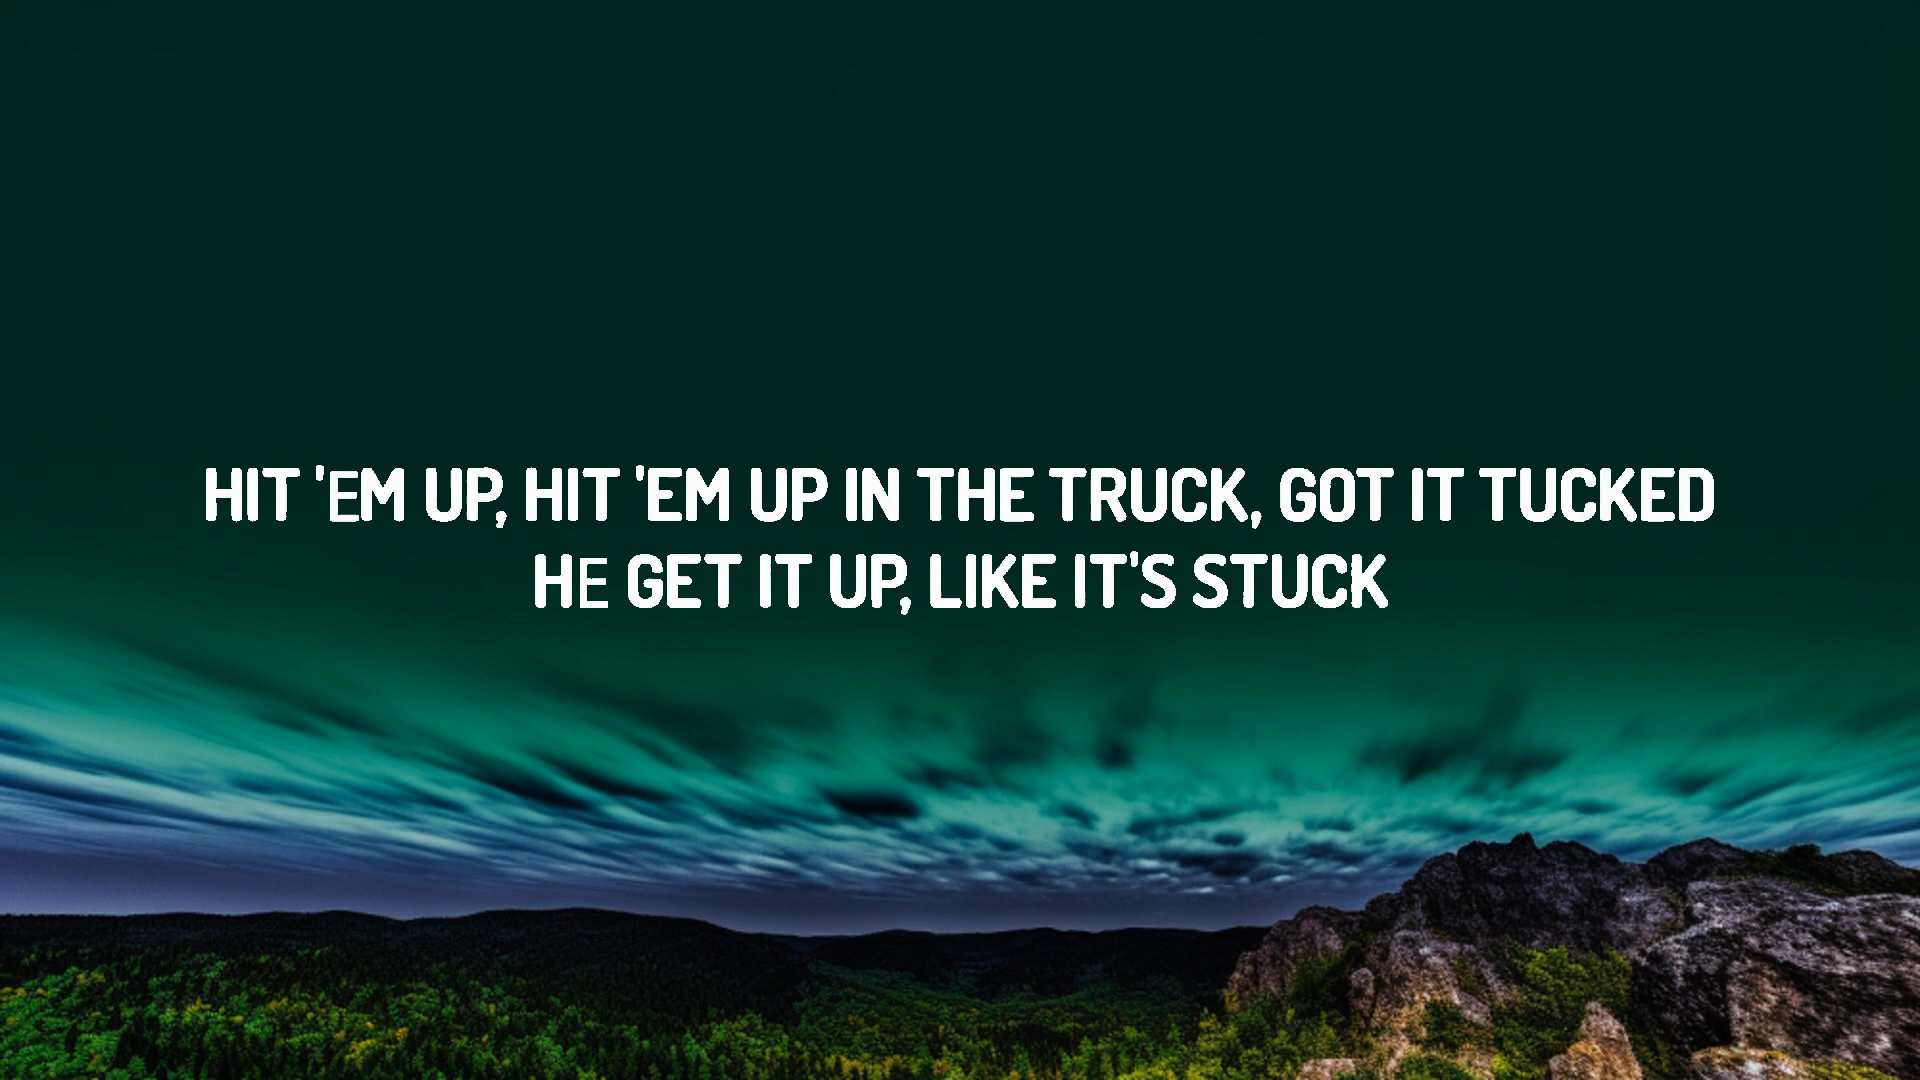 HIT 'EM UP, HIT 'EM UP IN THE TRUCK, GOT IT TUCKED
HE GET IT UP, LIKE IT'S STUCK